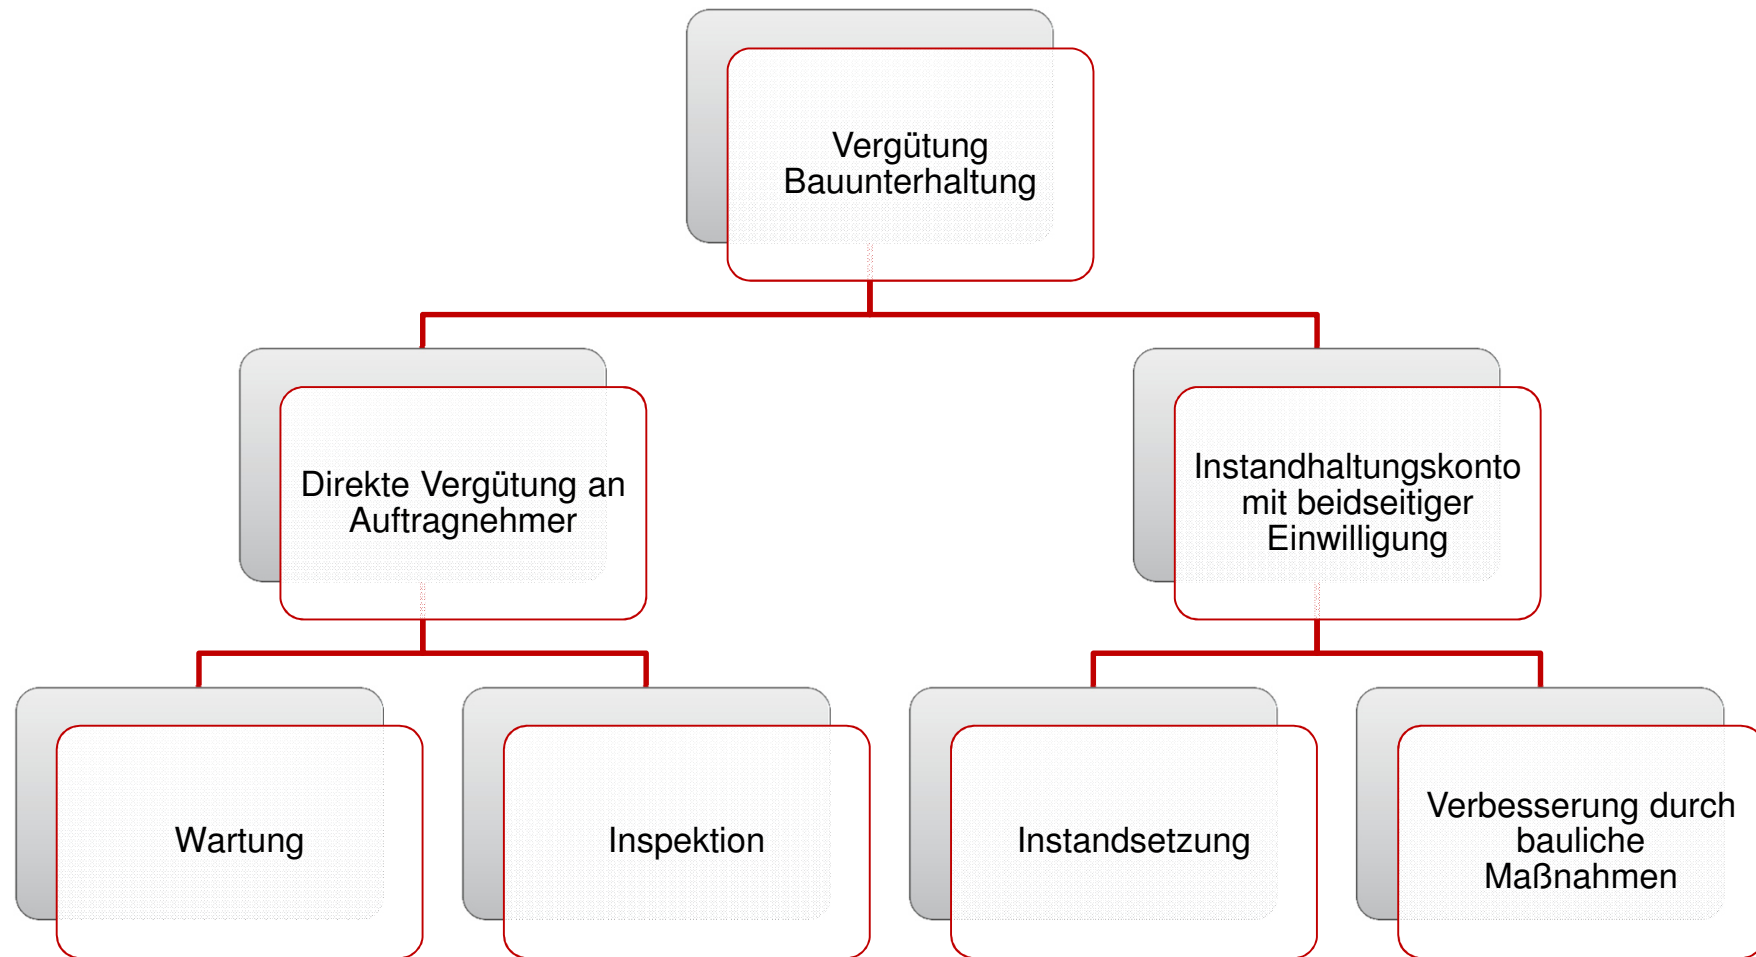 Vergütung
Bauunterhaltung
Direkte Vergütung an
Auftragnehmer
Instandhaltungskonto
mit beidseitiger
Einwilligung
Wartung
Inspektion
Instandsetzung
Verbesserung durch
bauliche
Maßnahmen